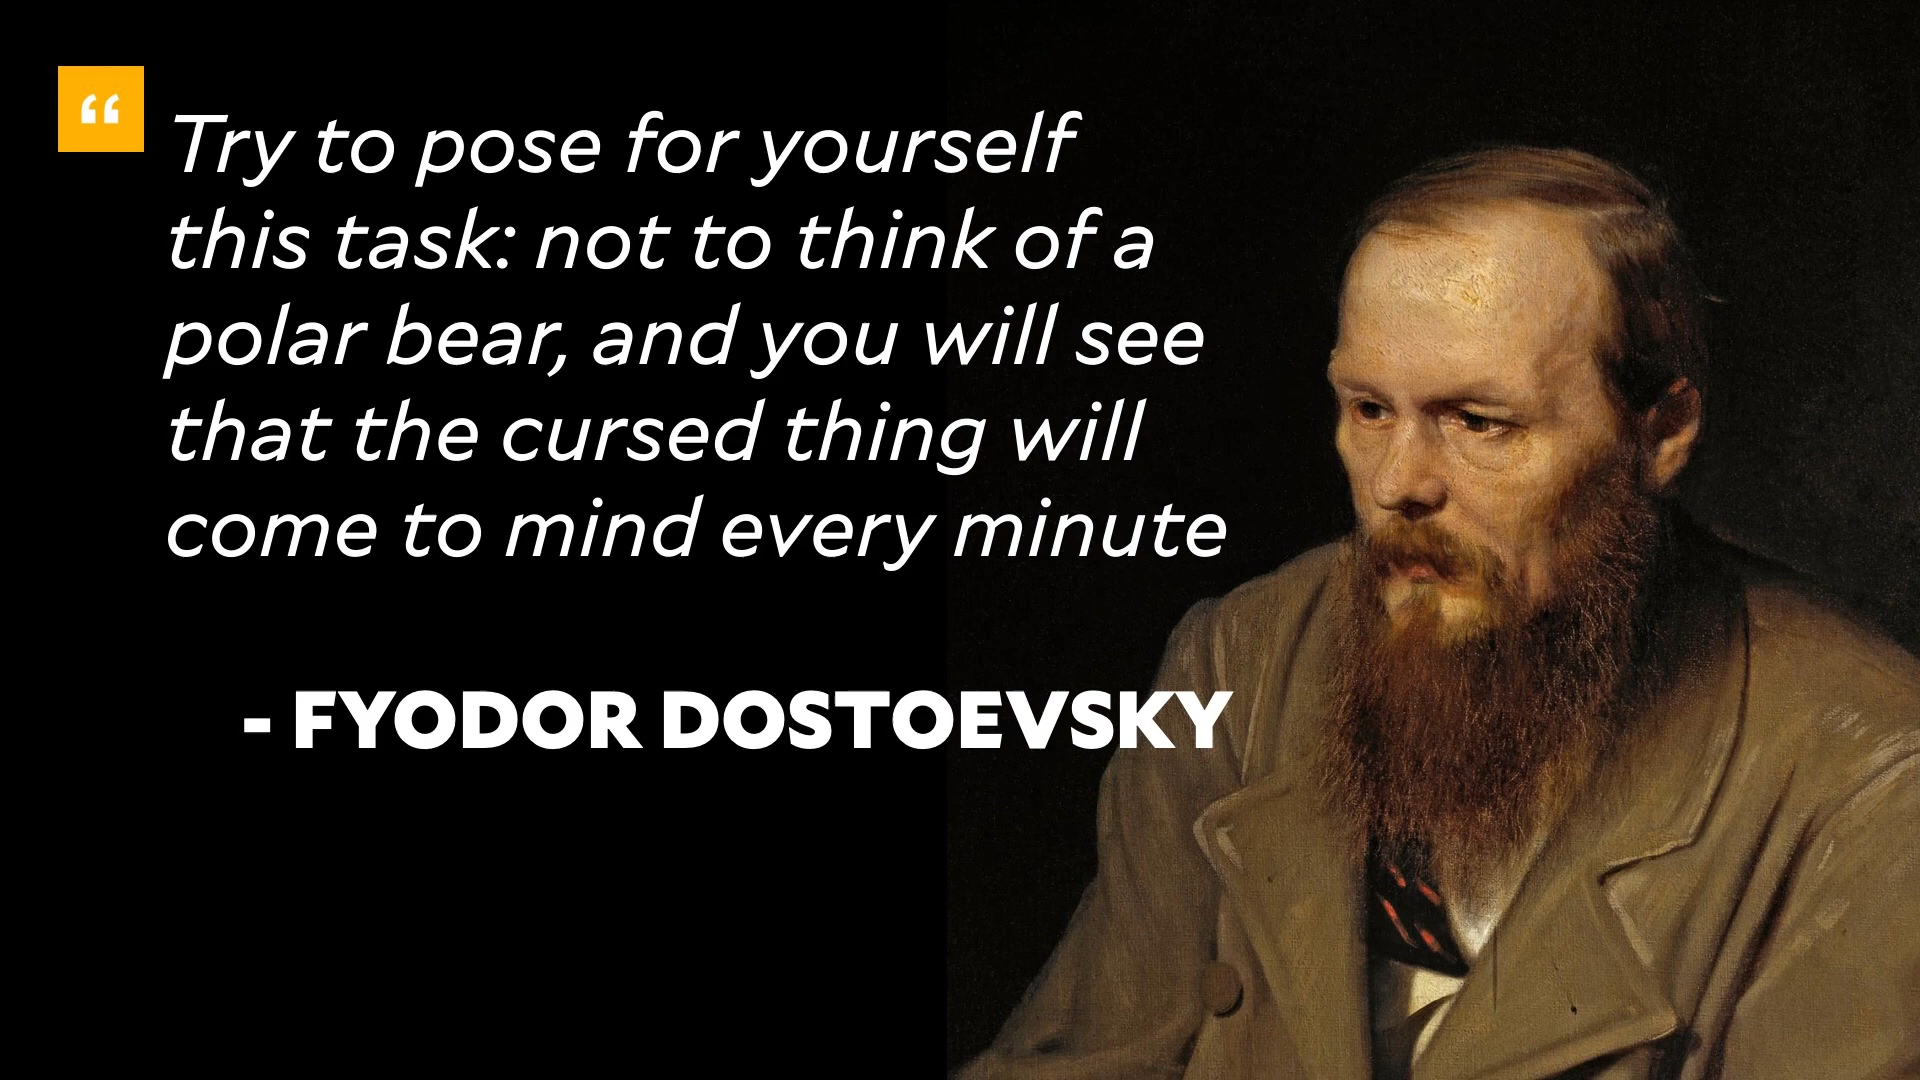 “
Try to pose for yourself
this task: not to think of a
polar bear, and you will see
that the cursed thing will
come to mind every minute
- FYODOR DOSTOEVSKY